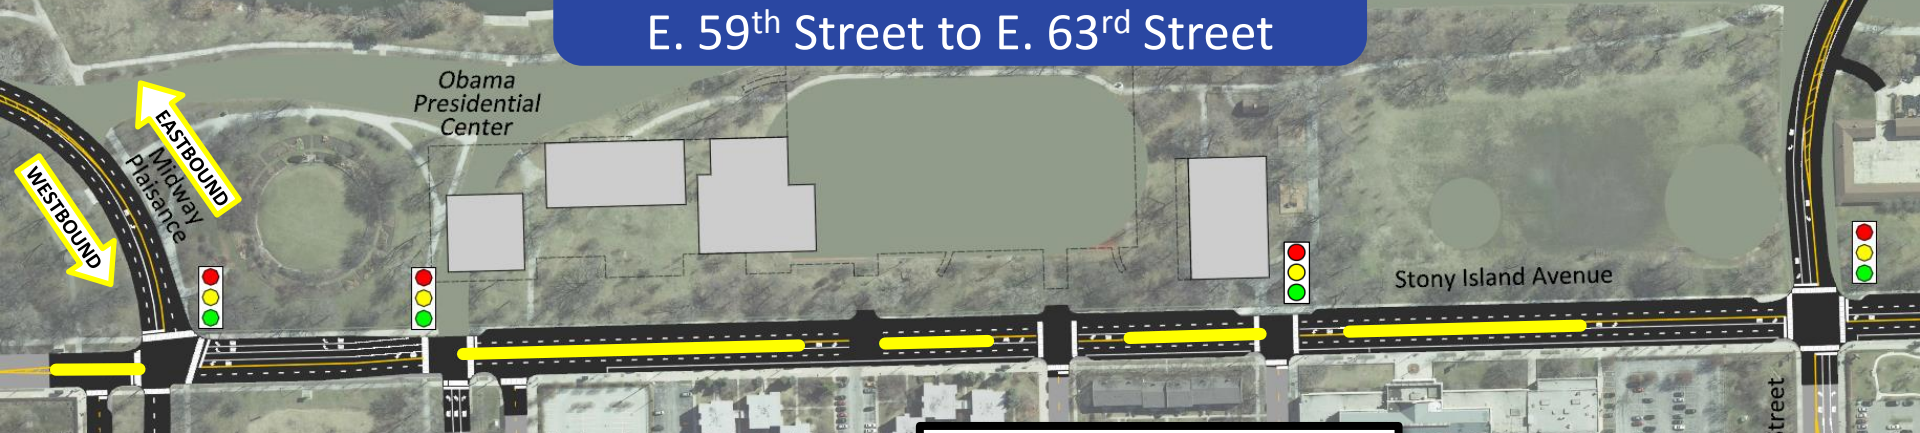 E. 59th Street to E. 63rd Street
Obama
Presidential
Center
EASTBOUND
Midway
Plaisance
WESTBOUND
Stony Island Avenue